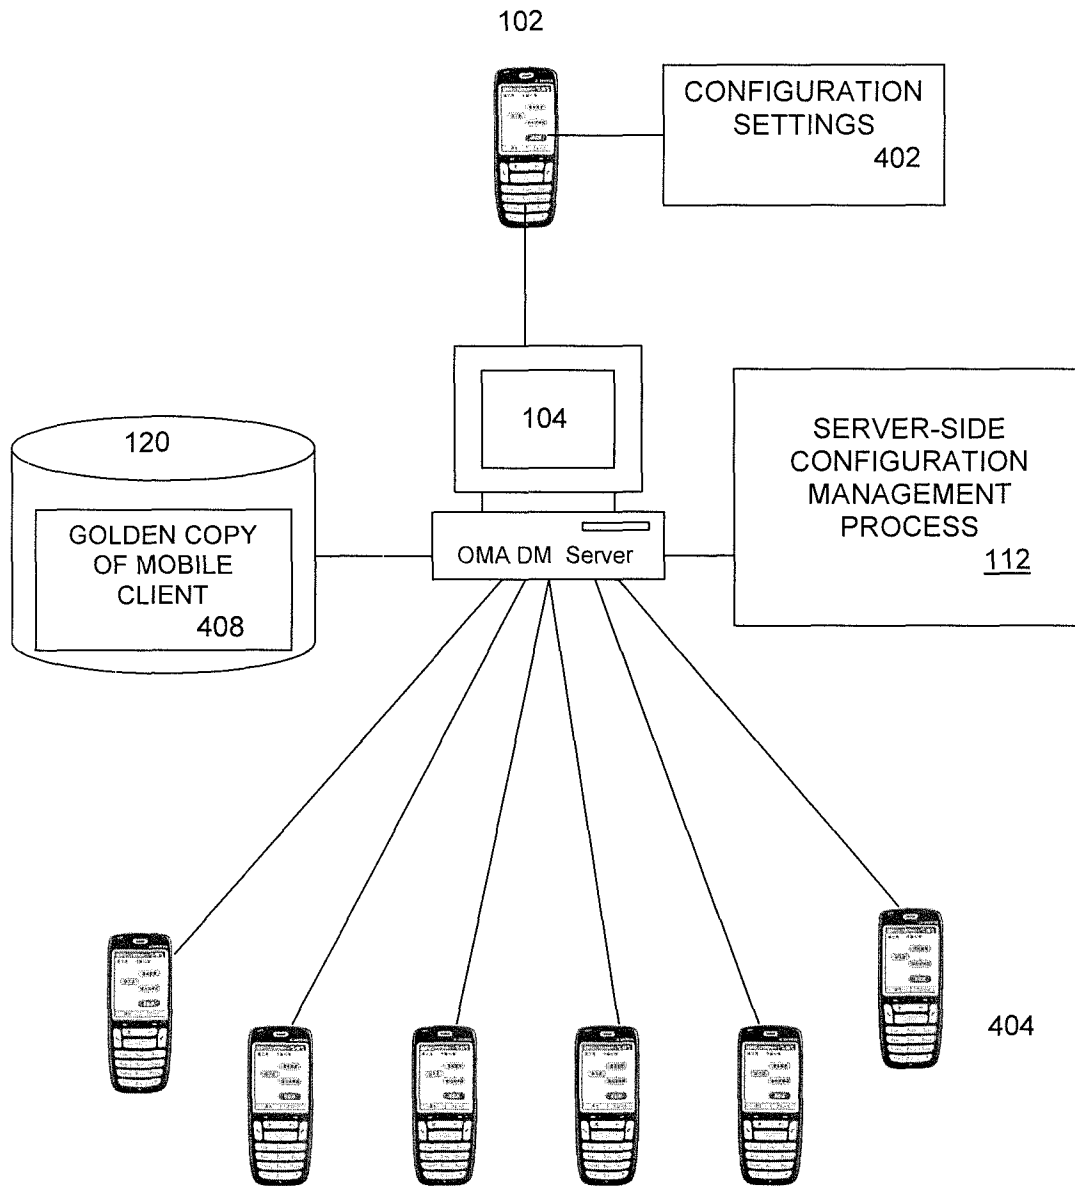 102
CONFIGURATION
SETTINGS
402
104
120
GOLDEN COPY
OF MOBILE
CLIENT
408
OMA DM Server
SERVER-SIDE
CONFIGURATION
MANAGEMENT
PROCESS
112
404